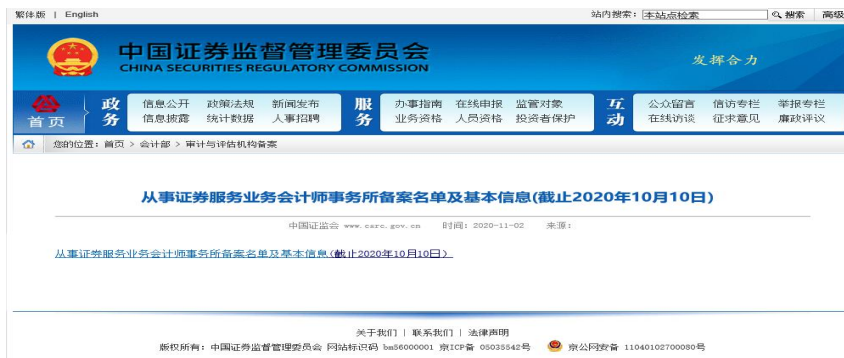 繁体版 | English 站内搜索: 本站点检索 搜索 高级
中国证券监督管理委员会
CHINA SECURITIES REGULATORY COMMISSION
发挥合力
首页 政务 信息公开 政策法规 新闻发布 服务 办事指南 在线申报 监管对象 互动 公众留言 信访专栏 举报专栏
信息披露 统计数据 人事招聘 业务资格 人员资格 投资者保护 在线访谈 征求意见 廉政评议
您的位置: 首页 > 会计部 > 审计与评估机构备案
从事证券服务业务会计师事务所备案名单及基本信息(截止2020年10月10日)
中国证监会 www.csrc.gov.cn 时间: 2020-11-02 来源:
从事证券服务业务会计师事务所备案名单及基本信息(截止2020年10月10日)
关于我们 | 联系我们 | 法律声明
版权所有: 中国证券监督管理委员会 网站标识码 bm56000001 京ICP备 05035542号 京公网安备 11040102700080号